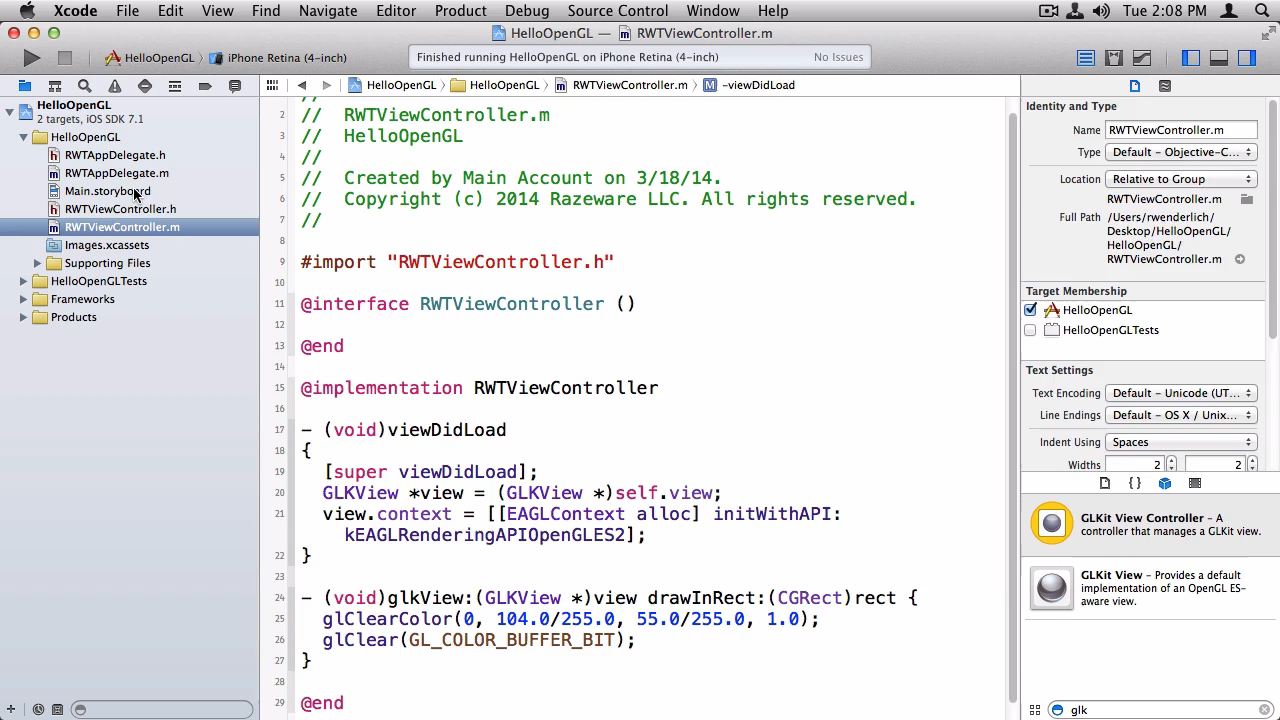 Xcode File Edit View Find Navigate Editor Product Debug Source Control Window Help Tue 2:08 PM
HelloOpenGL — RWTViewController.m
HelloOpenGL iPhone Retina (4-inch)
Finished running HelloOpenGL on iPhone Retina (4-inch) No Issues
HelloOpenGL HelloOpenGL RWTViewController.m M -viewDidLoad
HelloOpenGL
2 targets, iOS SDK 7.1
HelloOpenGL
h RWTAppDelegate.h
m RWTAppDelegate.m
Main.storyboard
h RWTViewController.h
m RWTViewController.m
Images.xcassets
Supporting Files
HelloOpenGLTests
Frameworks
Products
//
2 // RWTViewController.m
3 // HelloOpenGL
4 //
5 // Created by Main Account on 3/18/14.
6 // Copyright (c) 2014 Razeware LLC. All rights reserved.
7 //
8
9 #import "RWTViewController.h"
10
11 @interface RWTViewController ()
12
13 @end
14
15 @implementation RWTViewController
16
17 - (void)viewDidLoad
18 {
19 [super viewDidLoad];
20 GLKView *view = (GLKView *)self.view;
21 view.context = [[EAGLContext alloc] initWithAPI:
kEAGLRenderingAPIOpenGLES2];
22 }
23
24 - (void)glkView:(GLKView *)view drawInRect:(CGRect)rect {
25 glClearColor(0, 104.0/255.0, 55.0/255.0, 1.0);
26 glClear(GL_COLOR_BUFFER_BIT);
27 }
28
29 @end
Identity and Type
Name RWTViewController.m
Type Default - Objective-C...
Location Relative to Group
RWTViewController.m
Full Path /Users/rwenderlich/
Desktop/HelloOpenGL/
HelloOpenGL/
RWTViewController.m
Target Membership
HelloOpenGL
HelloOpenGLTests
Text Settings
Text Encoding Default - Unicode (UT...
Line Endings Default - OS X / Unix...
Indent Using Spaces
Widths 2 2
{ }
GLKit View Controller - A
controller that manages a GLKit view.
GLKit View - Provides a default
implementation of an OpenGL ES-
aware view.
glk